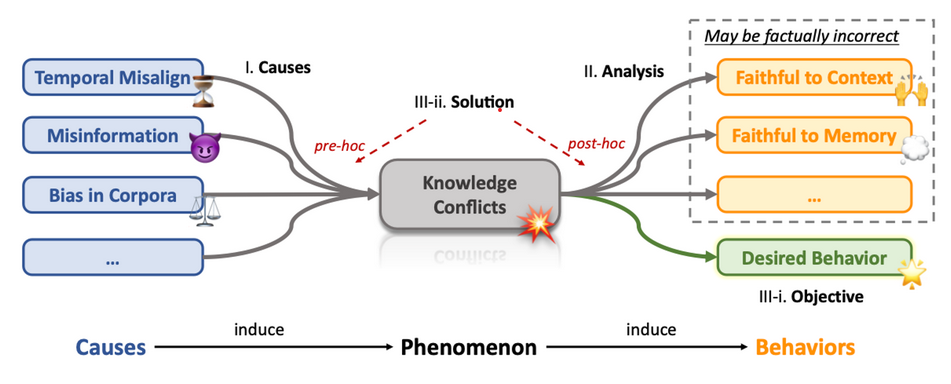 May be factually incorrect
I. Causes
II. Analysis
Temporal Misalign
Faithful to Context
III-ii. Solution
Misinformation
pre-hoc
post-hoc
Faithful to Memory
Bias in Corpora
Knowledge
Conflicts
...
...
Desired Behavior
Conflicts
III-i. Objective
induce
induce
Causes
Phenomenon
Behaviors